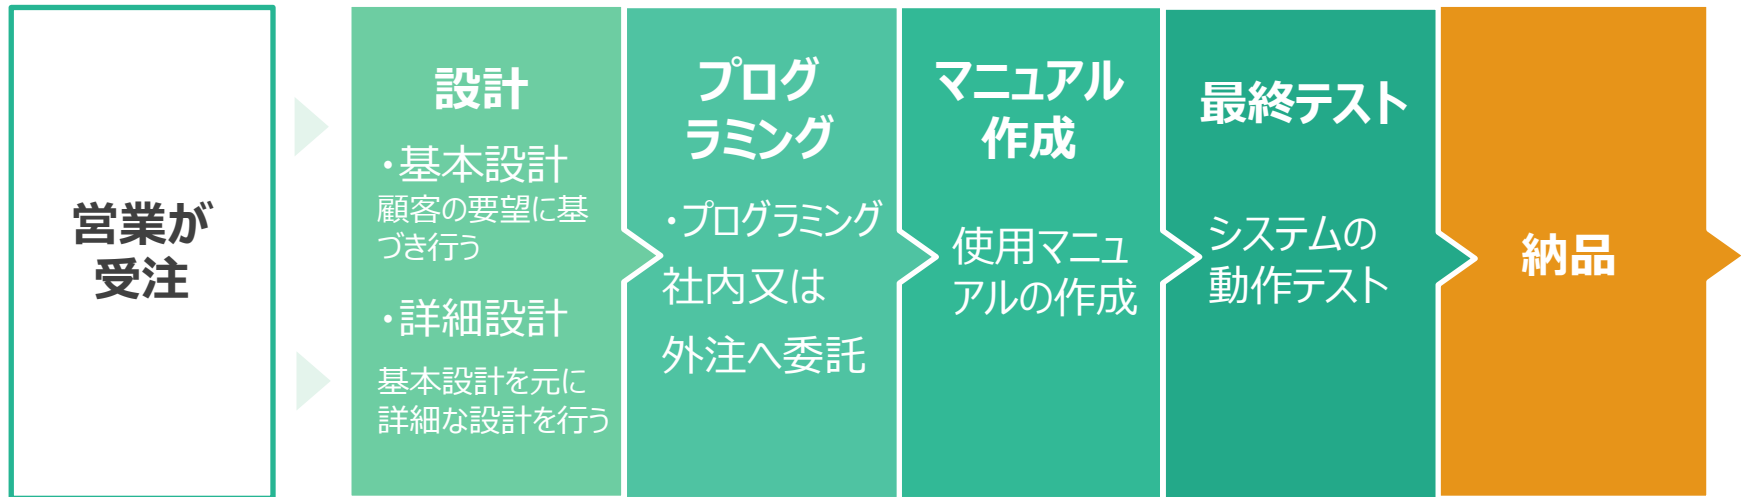 営業が
受注
設計
・基本設計
顧客の要望に基
づき行う
・詳細設計
基本設計を元に
詳細な設計を行う
プログ
ラミング
・プログラミング
社内又は
外注へ委託
マニュアル
作成
使用マニュ
アルの作成
最終テスト
システムの
動作テスト
納品